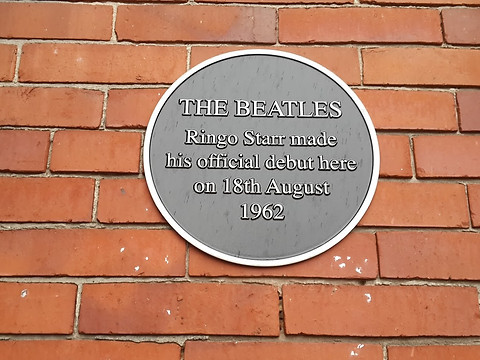 THE BEATLES
Ringo Starr made
his official debut here
on 18th August
1962